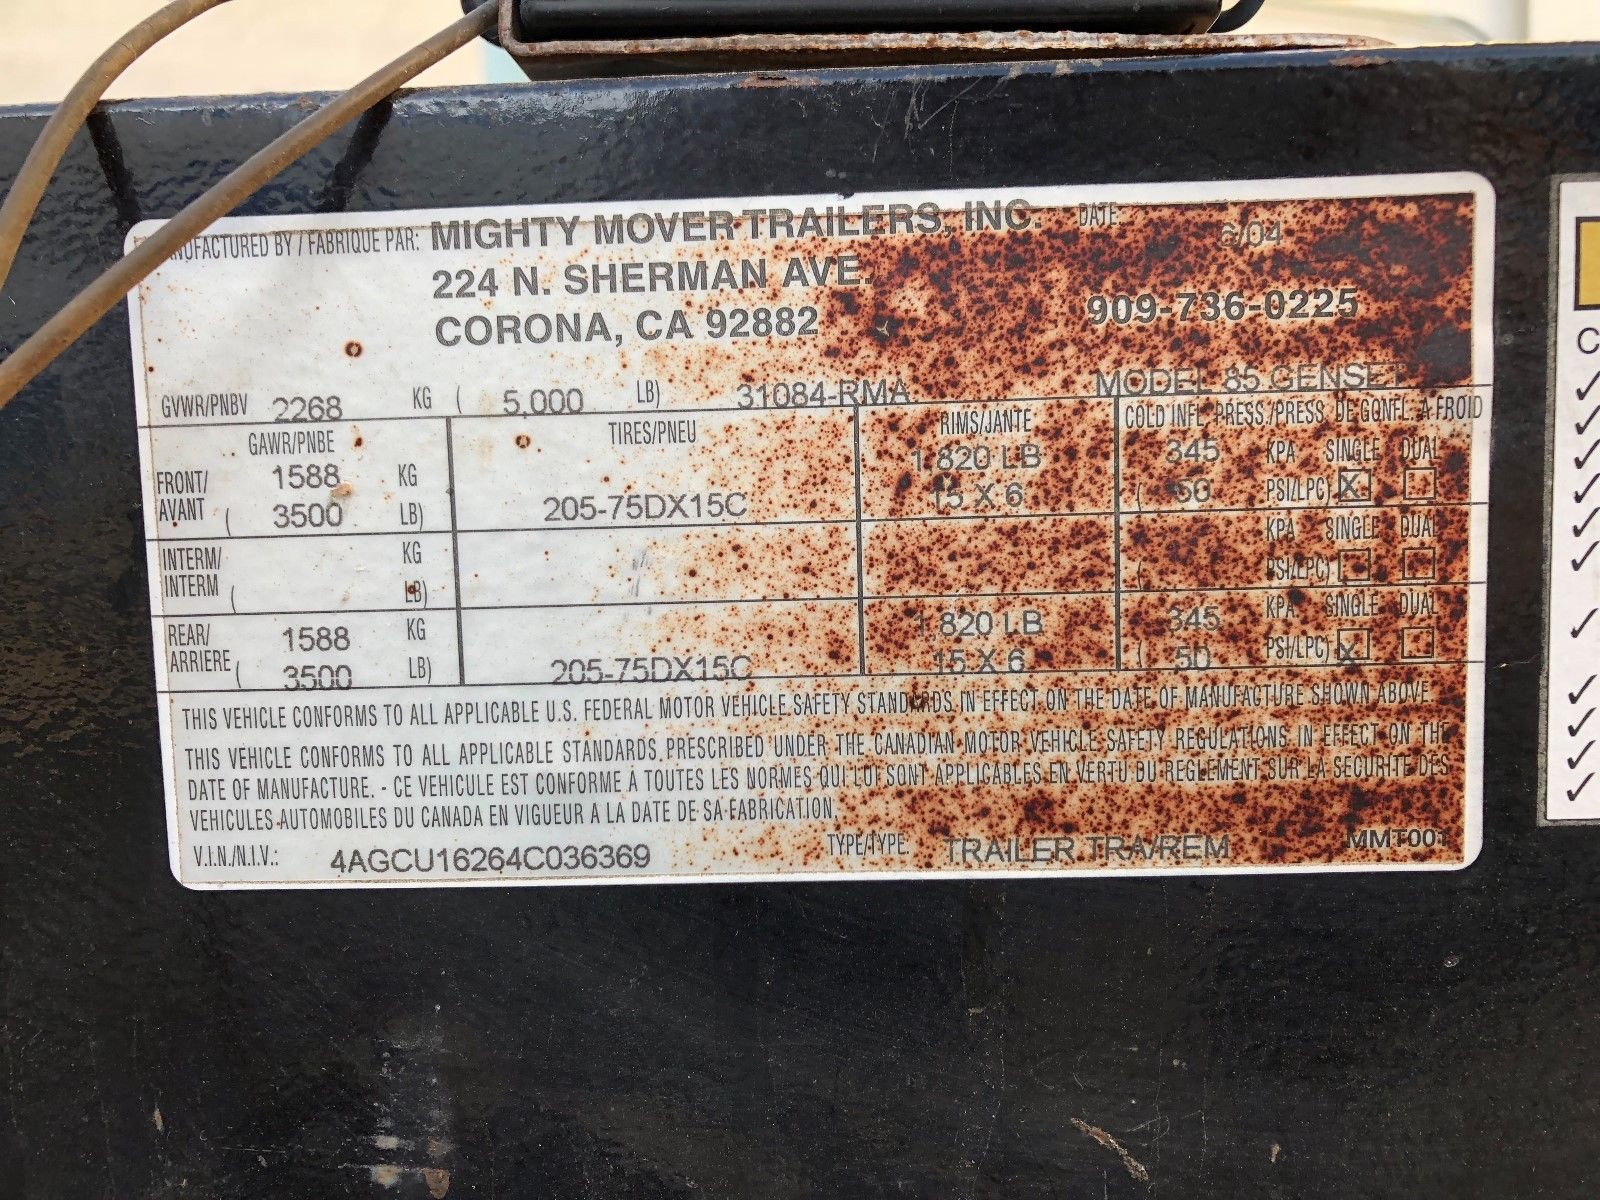 MANUFACTURED BY / FABRIQUE PAR: MIGHTY MOVER TRAILERS, INC. DATE: 6/04
224 N. SHERMAN AVE.
CORONA, CA 92882 909-736-0225
GVWR/PNBV 2268 KG ( 5,000 LB) 31084-RMA MODEL 85 GENSET
GAWR/PNBE TIRES/PNEU RIMS/JANTE COLD INFL. PRESS./PRESS. DE GONFL. A FROID
FRONT/ 1588 KG 1,820 LB 345 KPA SINGLE DUAL
AVANT ( 3500 LB) 205-75DX15C 15 X 6 ( 50 PSI/LPC) X
INTERM/ KG KPA SINGLE DUAL
INTERM ( LB) ( PSI/LPC)
REAR/ 1588 KG 1,820 LB 345 KPA SINGLE DUAL
ARRIERE ( 3500 LB) 205-75DX15C 15 X 6 ( 50 PSI/LPC) X
THIS VEHICLE CONFORMS TO ALL APPLICABLE U.S. FEDERAL MOTOR VEHICLE SAFETY STANDARDS IN EFFECT ON THE DATE OF MANUFACTURE SHOWN ABOVE
THIS VEHICLE CONFORMS TO ALL APPLICABLE STANDARDS PRESCRIBED UNDER THE CANADIAN MOTOR VEHICLE SAFETY REGULATIONS IN EFFECT ON THE
DATE OF MANUFACTURE. - CE VEHICULE EST CONFORME À TOUTES LES NORMES QUI LUI SONT APPLICABLES EN VERTU DU REGLEMENT SUR LA SECURITE DES
VEHICULES AUTOMOBILES DU CANADA EN VIGUEUR A LA DATE DE SA FABRICATION.
V.I.N./N.I.V.: 4AGCU16264C036369 TYPE/TYPE: TRAILER TRA/REM MMT001
C